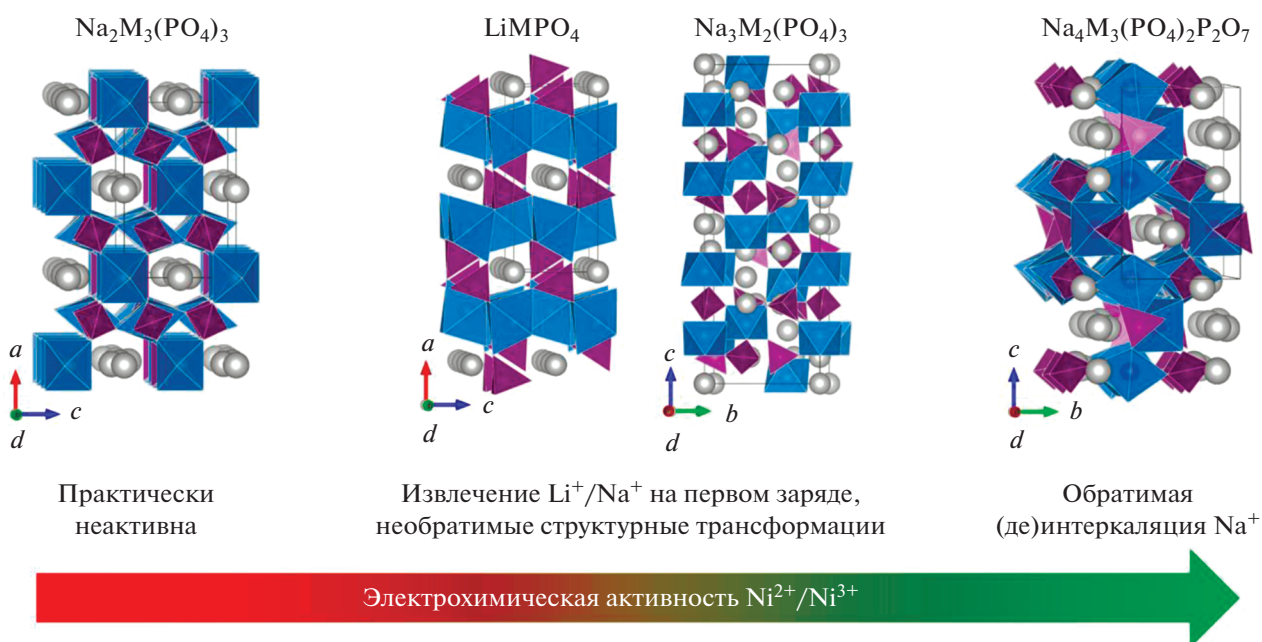 Na₂M₃(PO₄)₃
LiMPO₄
Na₃M₂(PO₄)₃
Na₄M₃(PO₄)₂P₂O₇
a
c
d
a
c
d
c
b
d
c
b
d
Практически
неактивна
Извлечение Li⁺/Na⁺ на первом заряде,
необратимые структурные трансформации
Обратимая
(де)интеркаляция Na⁺
Электрохимическая активность Ni²⁺/Ni³⁺